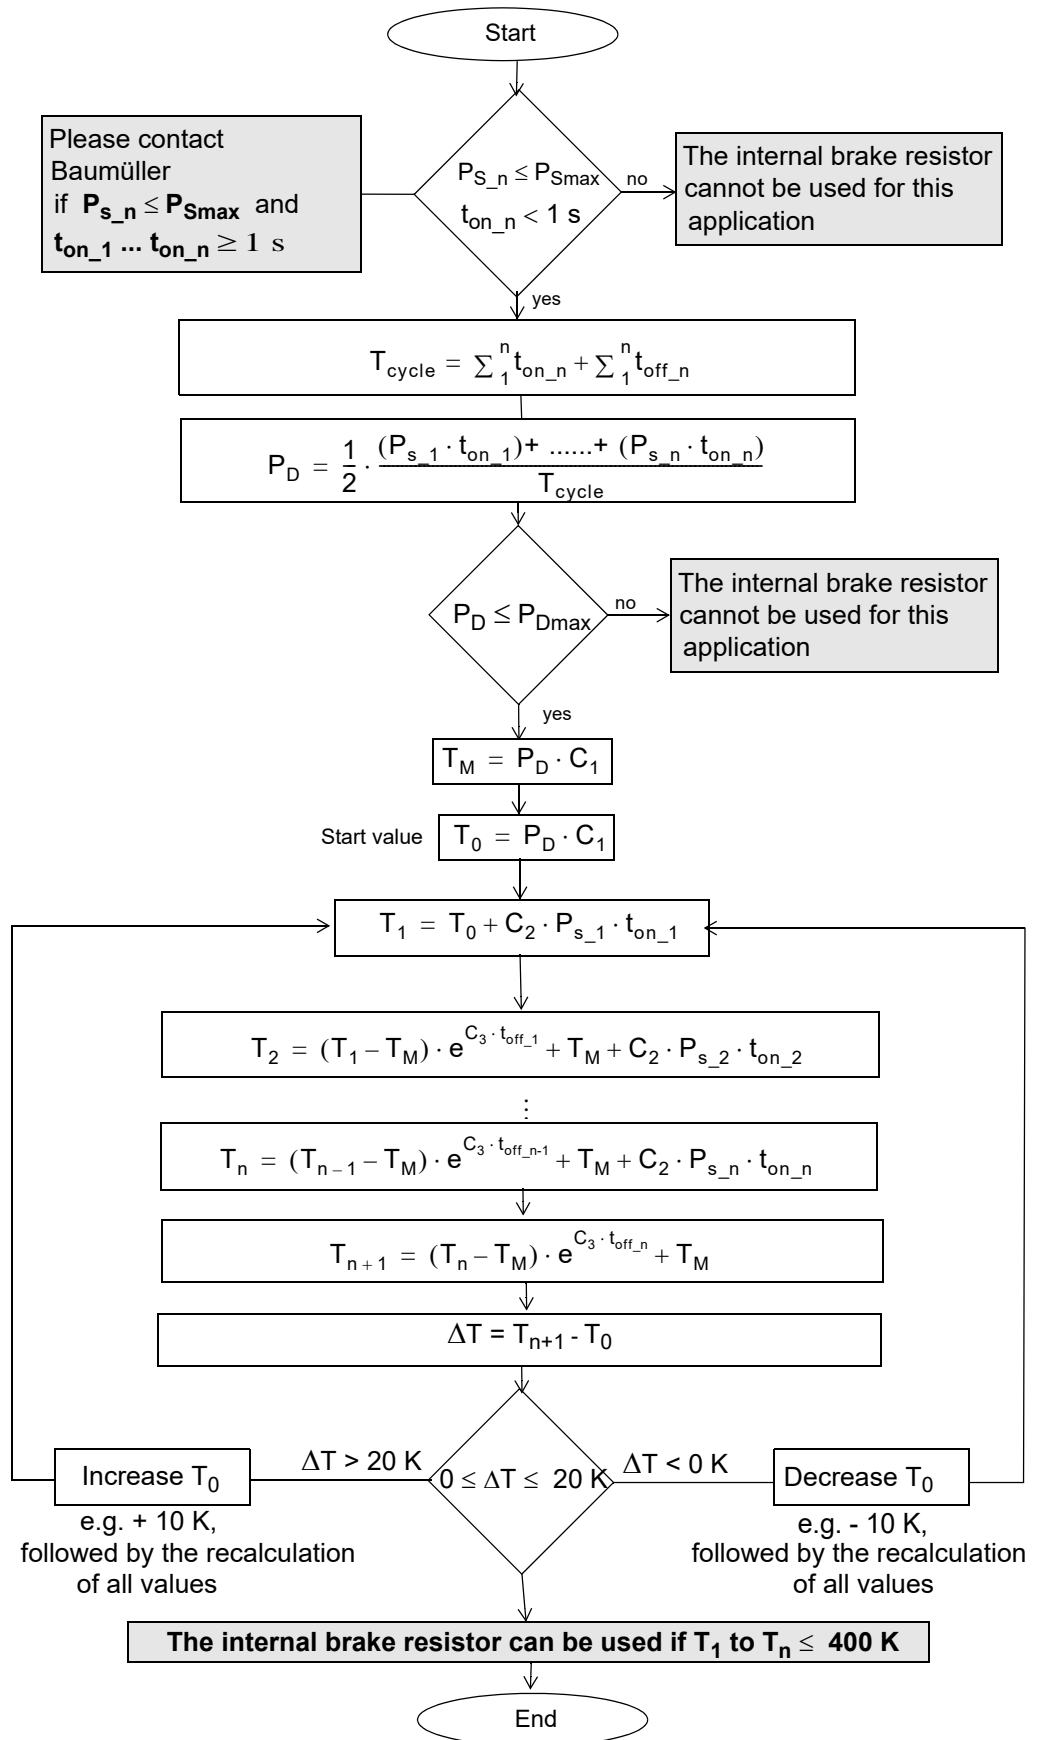 Start
Please contact
Baumüller
if P_s_n ≤ P_Smax and
t_on_1 ... t_on_n ≥ 1 s
P_S_n ≤ P_Smax
t_on_n < 1 s
no
The internal brake resistor
cannot be used for this
application
yes
T_cycle = ∑_1^n t_on_n + ∑_1^n t_off_n
P_D = 1/2 · ((P_s_1 · t_on_1)+ ......+ (P_s_n · t_on_n))/T_cycle
P_D ≤ P_Dmax
no
The internal brake resistor
cannot be used for this
application
yes
T_M = P_D · C_1
Start value
T_0 = P_D · C_1
T_1 = T_0 + C_2 · P_s_1 · t_on_1
T_2 = (T_1 – T_M) · e^(C_3 · t_off_1) + T_M + C_2 · P_s_2 · t_on_2
⋮
T_n = (T_n – 1 – T_M) · e^(C_3 · t_off_n-1) + T_M + C_2 · P_s_n · t_on_n
T_n + 1 = (T_n – T_M) · e^(C_3 · t_off_n) + T_M
ΔT = T_n+1 - T_0
ΔT > 20 K
0 ≤ ΔT ≤ 20 K
ΔT < 0 K
Increase T_0
e.g. + 10 K,
followed by the recalculation
of all values
Decrease T_0
e.g. - 10 K,
followed by the recalculation
of all values
The internal brake resistor can be used if T_1 to T_n ≤ 400 K
End